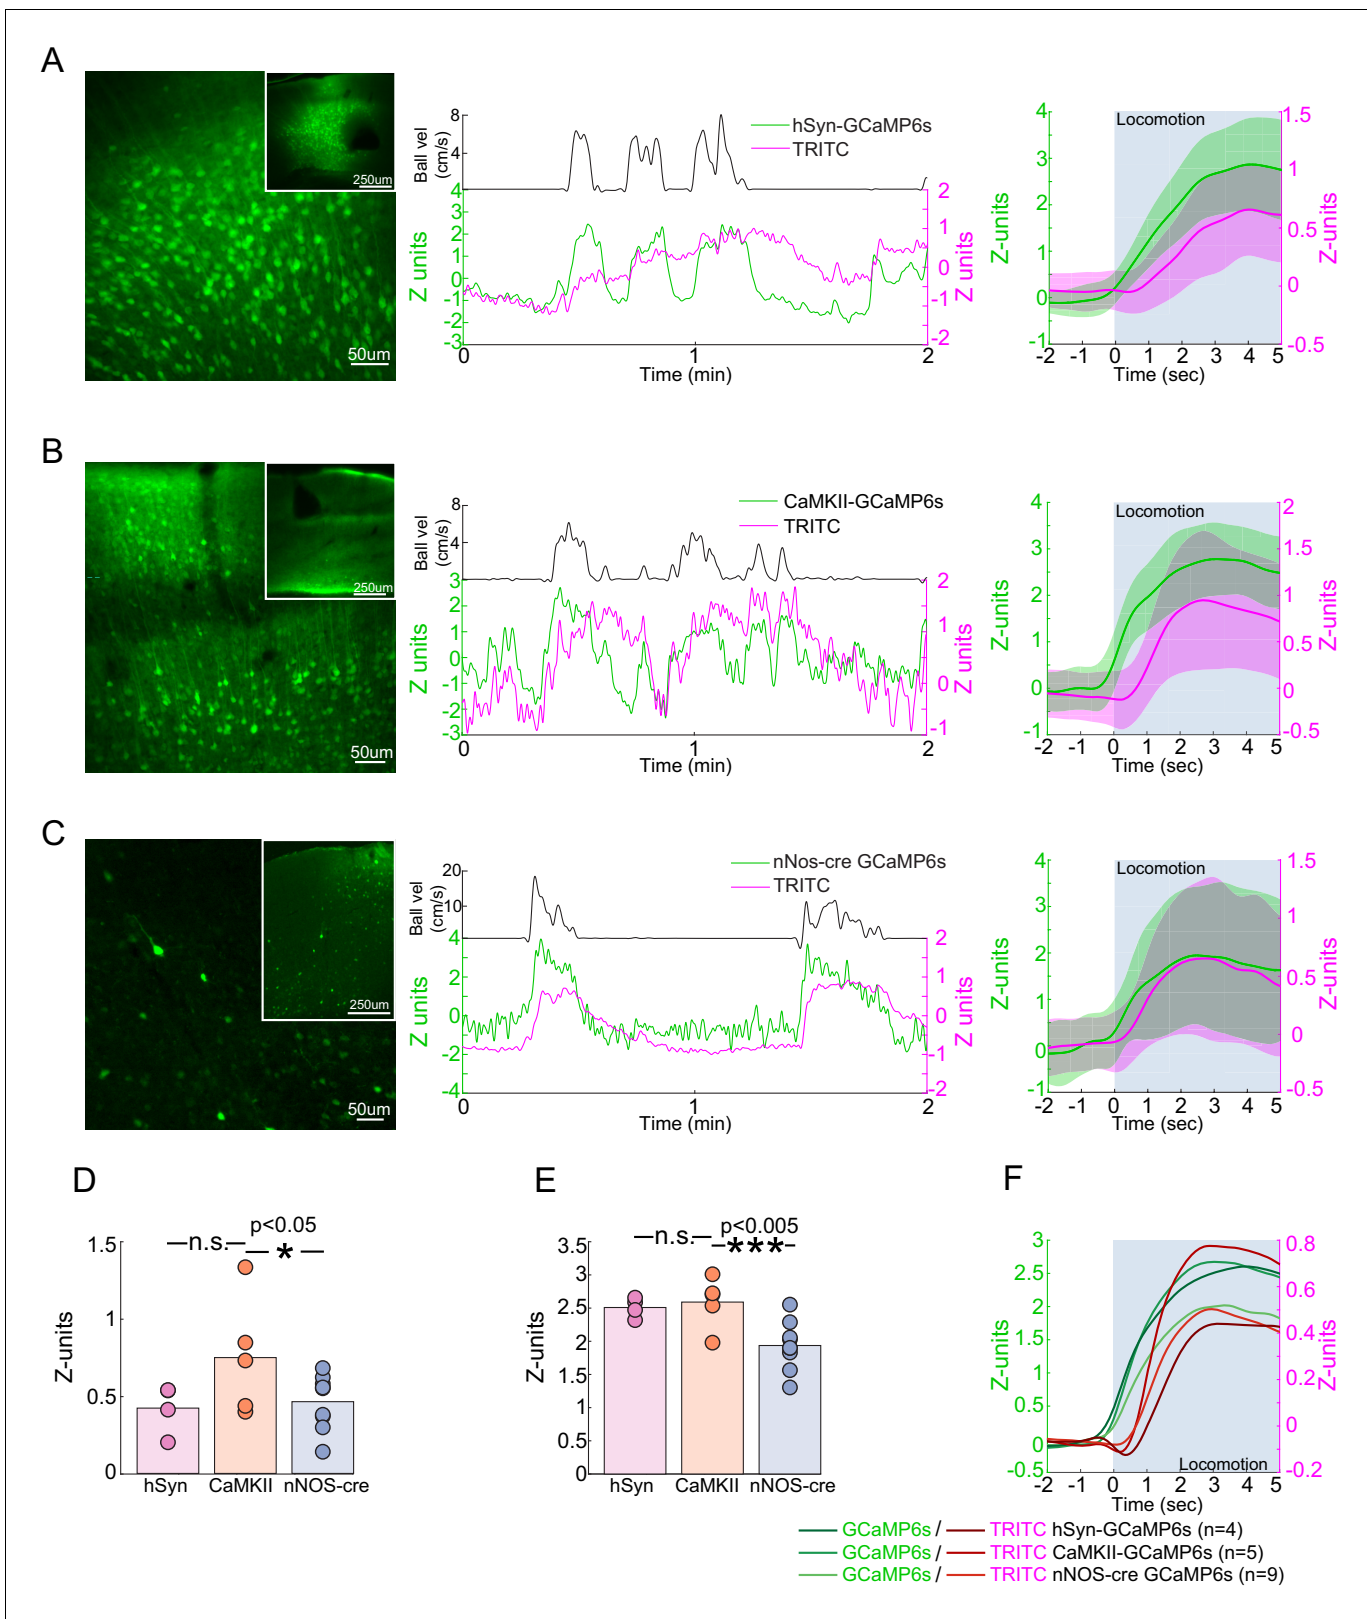 A
250um
50um
Ball vel
(cm/s)
8
4
hSyn-GCaMP6s
TRITC
Z units
4
3
2
1
0
-1
-2
-3
2
1
0
-1
-2
Z units
0
1
2
Time (min)
Z-units
4
3
2
1
0
-1
Locomotion
1.5
1
0.5
0
-0.5
Z-units
-2 -1 0 1 2 3 4 5
Time (sec)
B
250um
50um
Ball vel
(cm/s)
8
4
CaMKII-GCaMP6s
TRITC
Z units
3
2
1
0
-1
-2
-3
2
1
0
-1
Z units
0
1
2
Time (min)
Z-units
4
3
2
1
0
-1
Locomotion
2
1.5
1
0.5
0
-0.5
Z-units
-2 -1 0 1 2 3 4 5
Time (sec)
C
250um
50um
Ball vel
(cm/s)
20
10
nNos-cre GCaMP6s
TRITC
Z units
4
2
0
-2
-4
2
1
0
-1
-2
Z units
0
1
2
Time (min)
Z-units
4
3
2
1
0
-1
Locomotion
1.5
1
0.5
0
-0.5
Z-units
-2 -1 0 1 2 3 4 5
Time (sec)
D
p<0.05
n.s.
*
Z-units
1.5
1
0.5
0
hSyn CaMKII nNOS-cre
E
p<0.005
n.s.
***
Z-units
3.5
3
2.5
2
1.5
1
0.5
0
hSyn CaMKII nNOS-cre
F
Z-units
3
2.5
2
1.5
1
0.5
0
-0.5
0.8
0.6
0.4
0.2
0
-0.2
Z-units
Locomotion
-2 -1 0 1 2 3 4 5
Time (sec)
GCaMP6s / TRITC hSyn-GCaMP6s (n=4)
GCaMP6s / TRITC CaMKII-GCaMP6s (n=5)
GCaMP6s / TRITC nNOS-cre GCaMP6s (n=9)